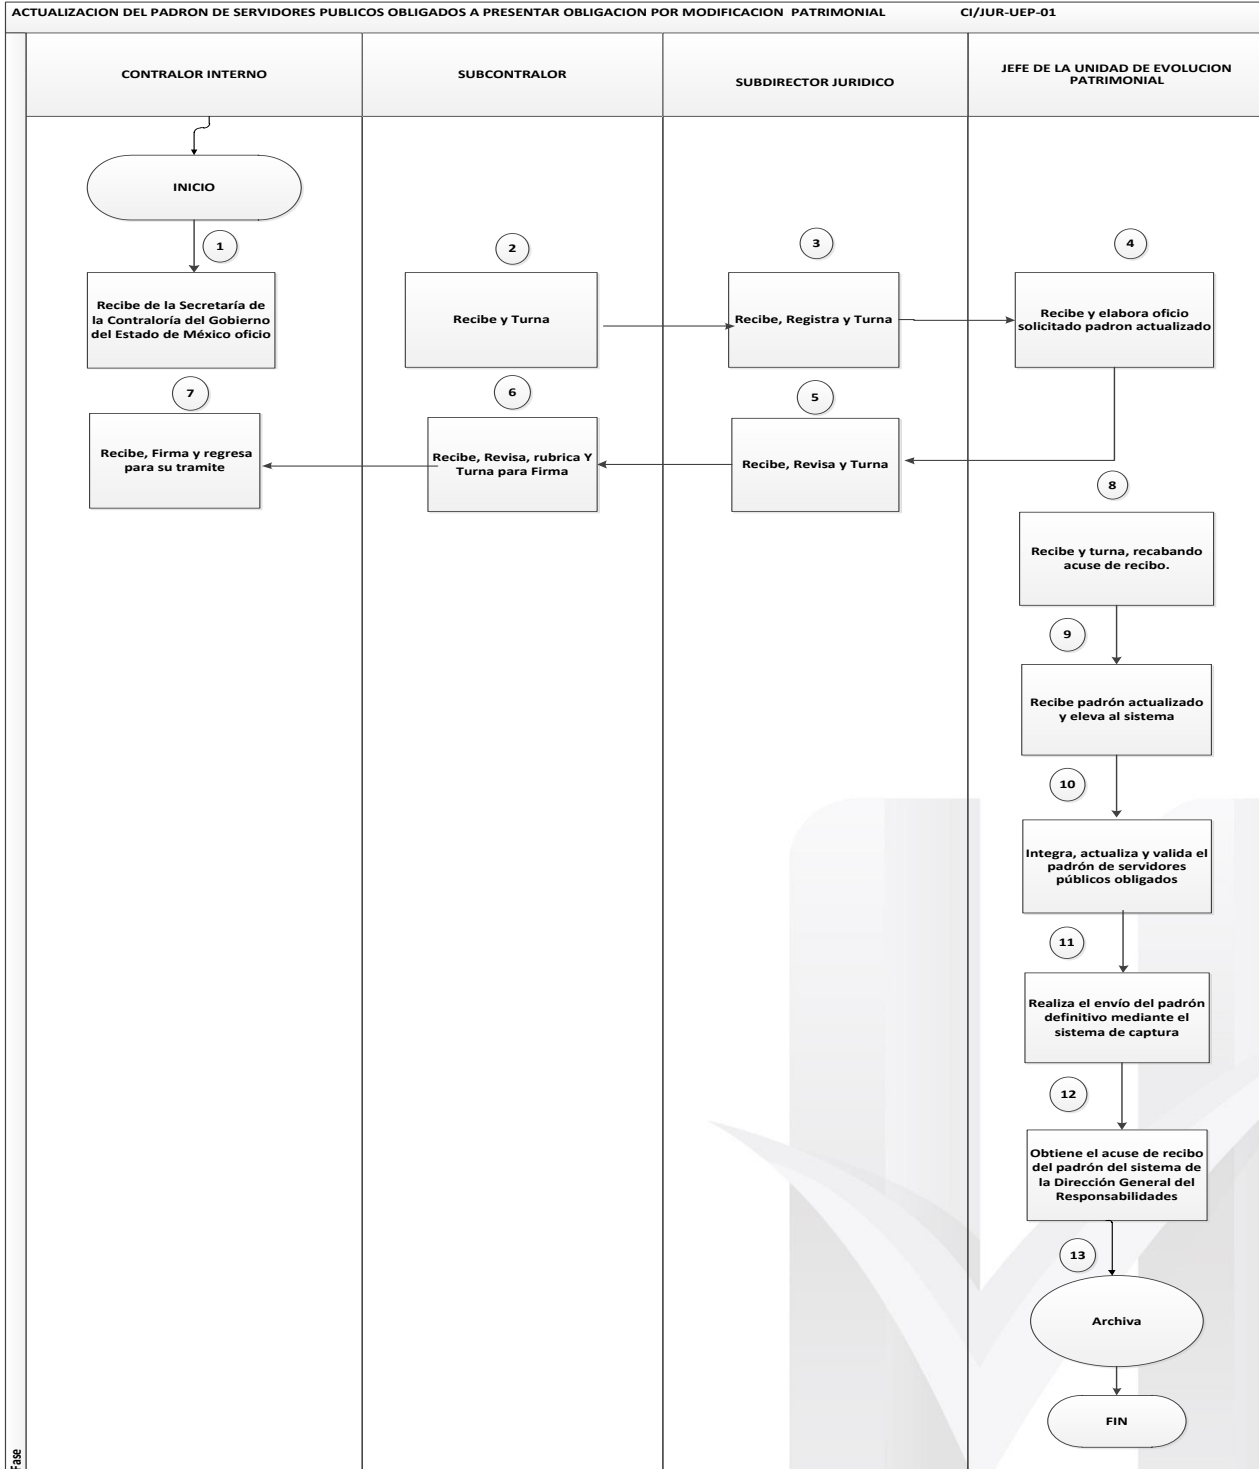 ACTUALIZACION DEL PADRON DE SERVIDORES PUBLICOS OBLIGADOS A PRESENTAR OBLIGACION POR MODIFICACION PATRIMONIAL CI/JUR-UEP-01
CONTRALOR INTERNO
SUBCONTRALOR
SUBDIRECTOR JURIDICO
JEFE DE LA UNIDAD DE EVOLUCION
PATRIMONIAL
INICIO
1
2
3
4
Recibe de la Secretaría de
la Contraloría del Gobierno
del Estado de México oficio
Recibe y Turna
Recibe, Registra y Turna
Recibe y elabora oficio
solicitado padron actualizado
7
6
5
Recibe, Firma y regresa
para su tramite
Recibe, Revisa, rubrica Y
Turna para Firma
Recibe, Revisa y Turna
8
Recibe y turna, recabando
acuse de recibo.
9
Recibe padrón actualizado
y eleva al sistema
10
Integra, actualiza y valida el
padrón de servidores
públicos obligados
11
Realiza el envío del padrón
definitivo mediante el
sistema de captura
12
Obtiene el acuse de recibo
del padrón del sistema de
la Dirección General del
Responsabilidades
13
Archiva
FIN
Fase